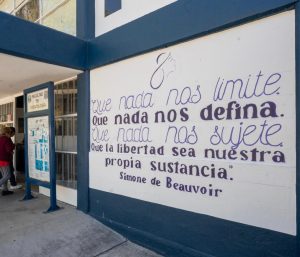 Que nada nos limite.
Que nada nos defina.
Que nada nos sujete
Que la libertad sea nuestra
propia sustancia."
Simone de Beauvoir